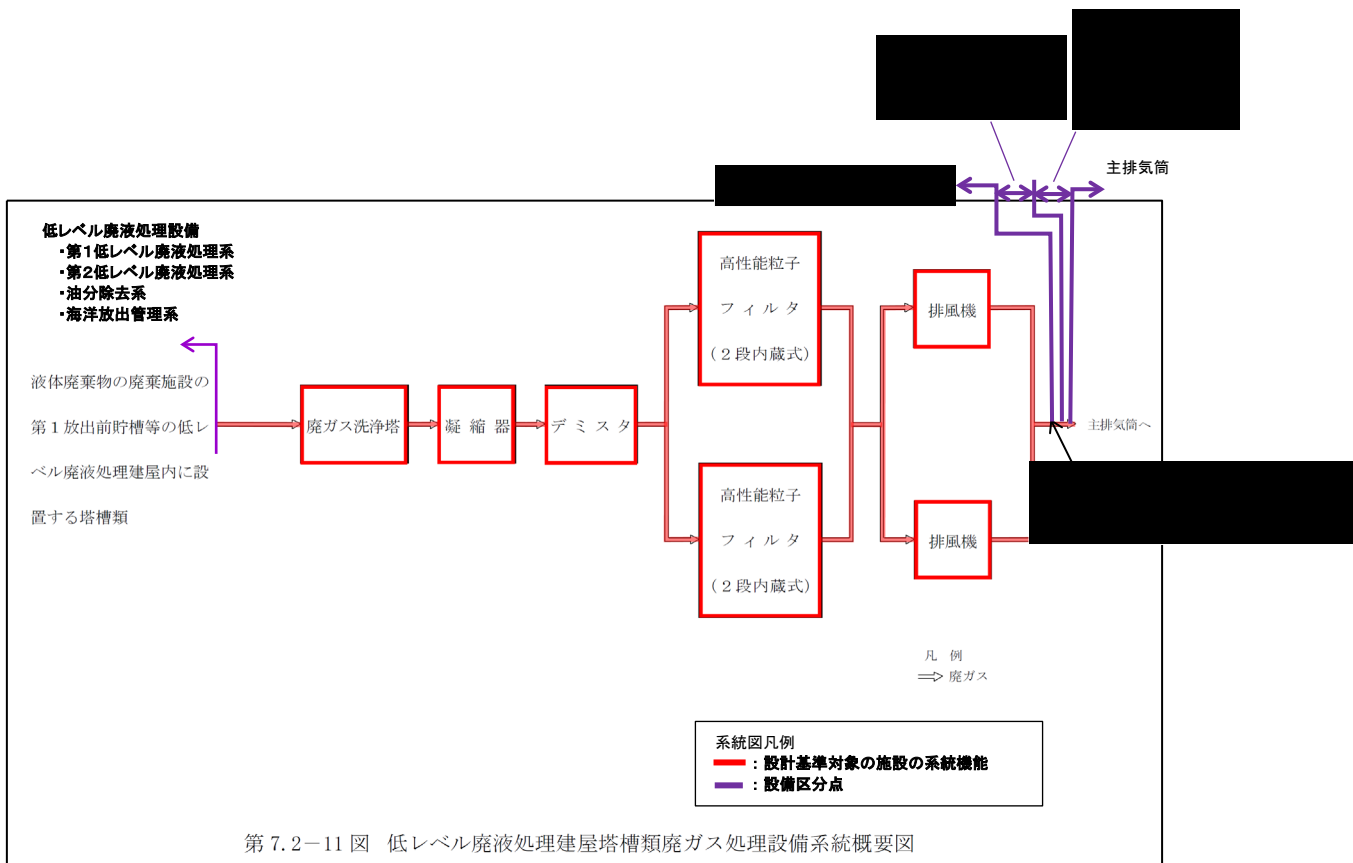 主排気筒
低レベル廃液処理設備
・第1低レベル廃液処理系
・第2低レベル廃液処理系
・油分除去系
・海洋放出管理系
液体廃棄物の廃棄施設の
第1放出前貯槽等の低レ
ベル廃液処理建屋内に設
置する塔槽類
廃ガス洗浄塔
凝縮器
デミスタ
高性能粒子
フィルタ
(2段内蔵式)
高性能粒子
フィルタ
(2段内蔵式)
排風機
排風機
主排気筒へ
凡 例
廃ガス
系統図凡例
:設計基準対象の施設の系統機能
:設備区分点
第7.2-11図 低レベル廃液処理建屋塔槽類廃ガス処理設備系統概要図